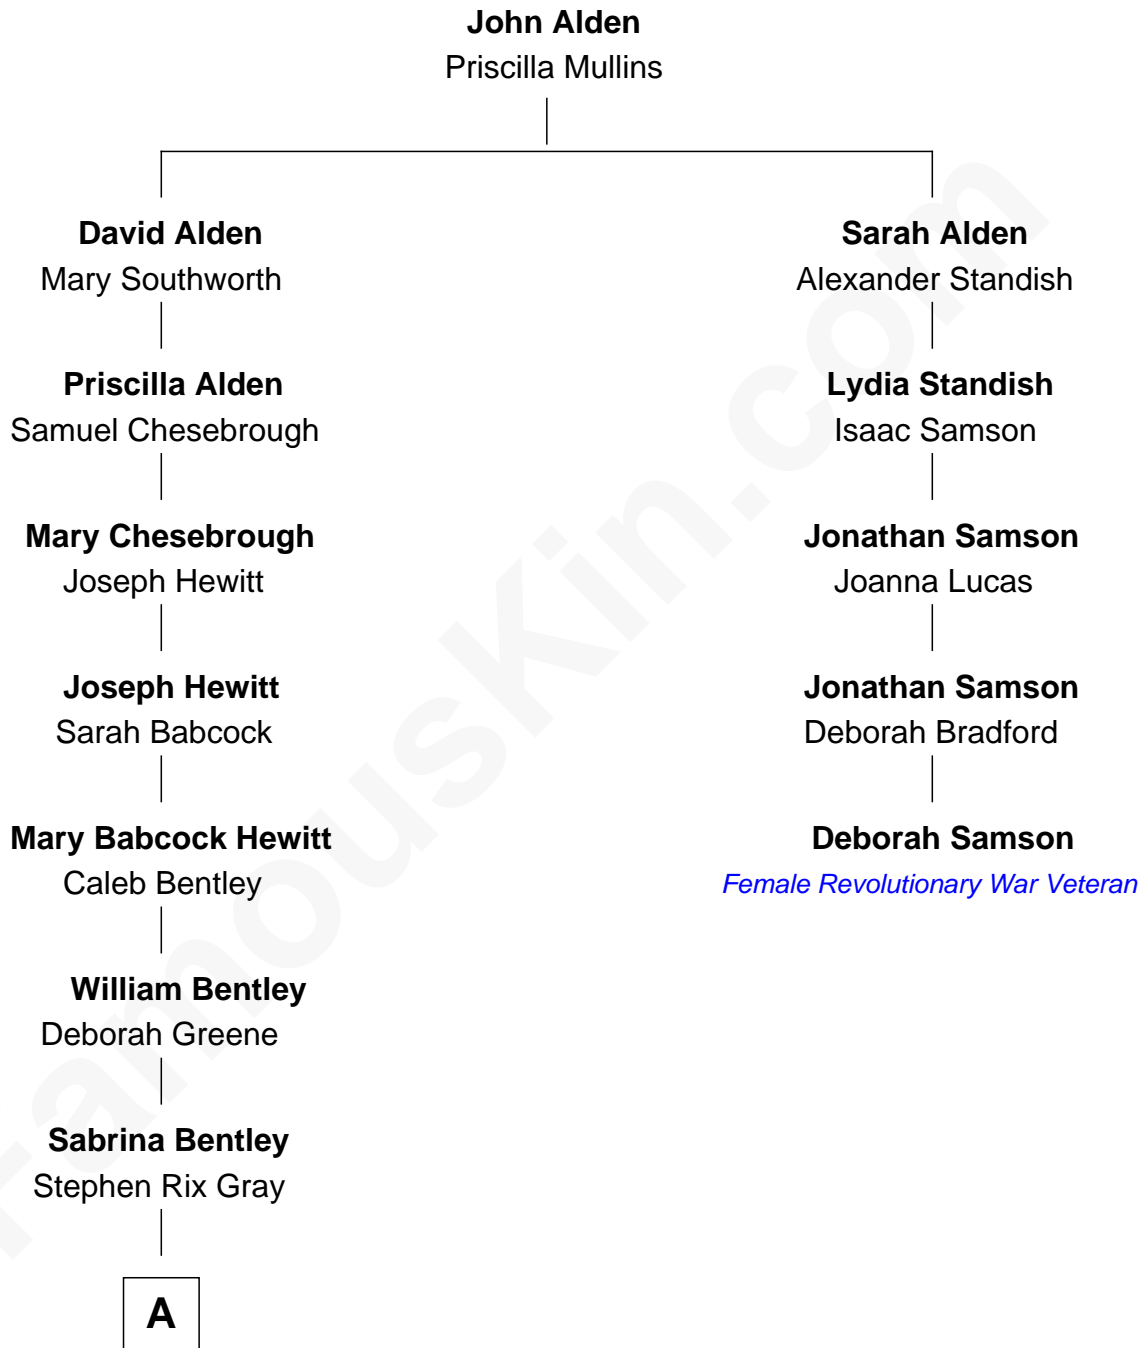 John Alden
Priscilla Mullins
David Alden
Mary Southworth
Priscilla Alden
Samuel Chesebrough
Mary Chesebrough
Joseph Hewitt
Joseph Hewitt
Sarah Babcock
Mary Babcock Hewitt
Caleb Bentley
William Bentley
Deborah Greene
Sabrina Bentley
Stephen Rix Gray
A
Sarah Alden
Alexander Standish
Lydia Standish
Isaac Samson
Jonathan Samson
Joanna Lucas
Jonathan Samson
Deborah Bradford
Deborah Samson
Female Revolutionary War Veteran
FamousKin.com